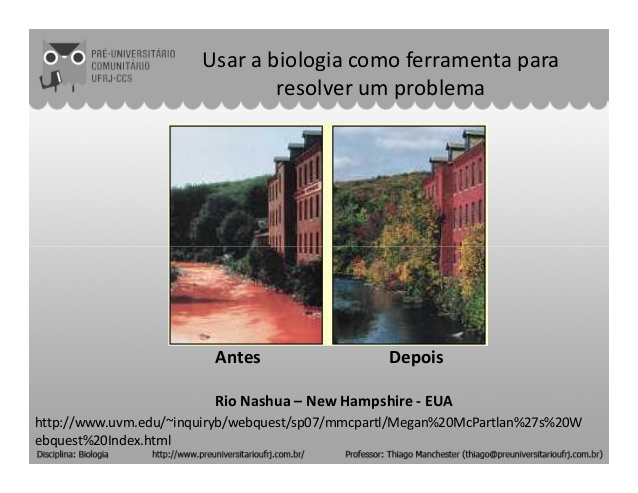 PRÉ-UNIVERSITÁRIO
COMUNITÁRIO
UFRJ-CCS
Usar a biologia como ferramenta para
resolver um problema
Antes Depois
Rio Nashua – New Hampshire - EUA
http://www.uvm.edu/~inquiryb/webquest/sp07/mmcpartl/Megan%20McPartlan%27s%20W
ebquest%20Index.html
Disciplina: Biologia http://www.preuniversitarioufrj.com.br/ Professor: Thiago Manchester (thiago@preuniversitarioufrj.com.br)